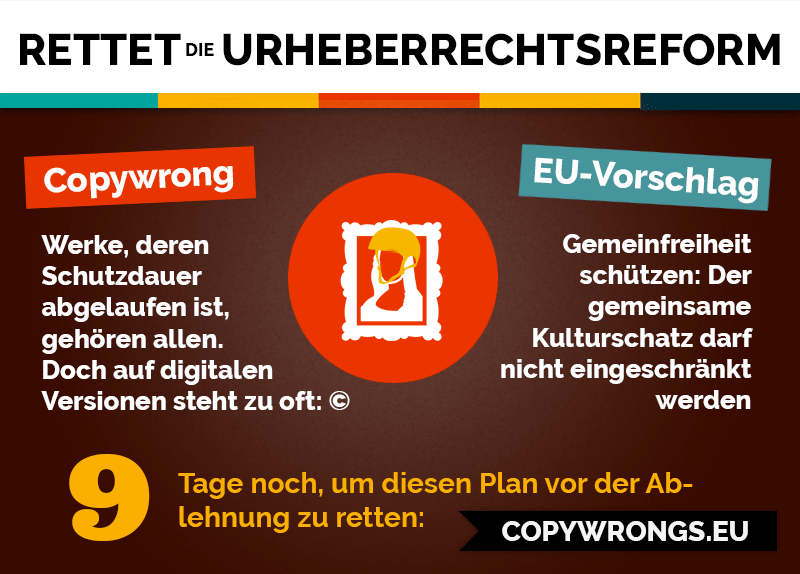 RETTET DIE URHEBERRECHTSREFORM
Copywrong
Werke, deren
Schutzdauer
abgelaufen ist,
gehören allen.
Doch auf digitalen
Versionen steht zu oft: ©
EU-Vorschlag
Gemeinfreiheit
schützen: Der
gemeinsame
Kulturschatz darf
nicht eingeschränkt
werden
9
Tage noch, um diesen Plan vor der Ab-
lehnung zu retten:
COPYWRONGS.EU